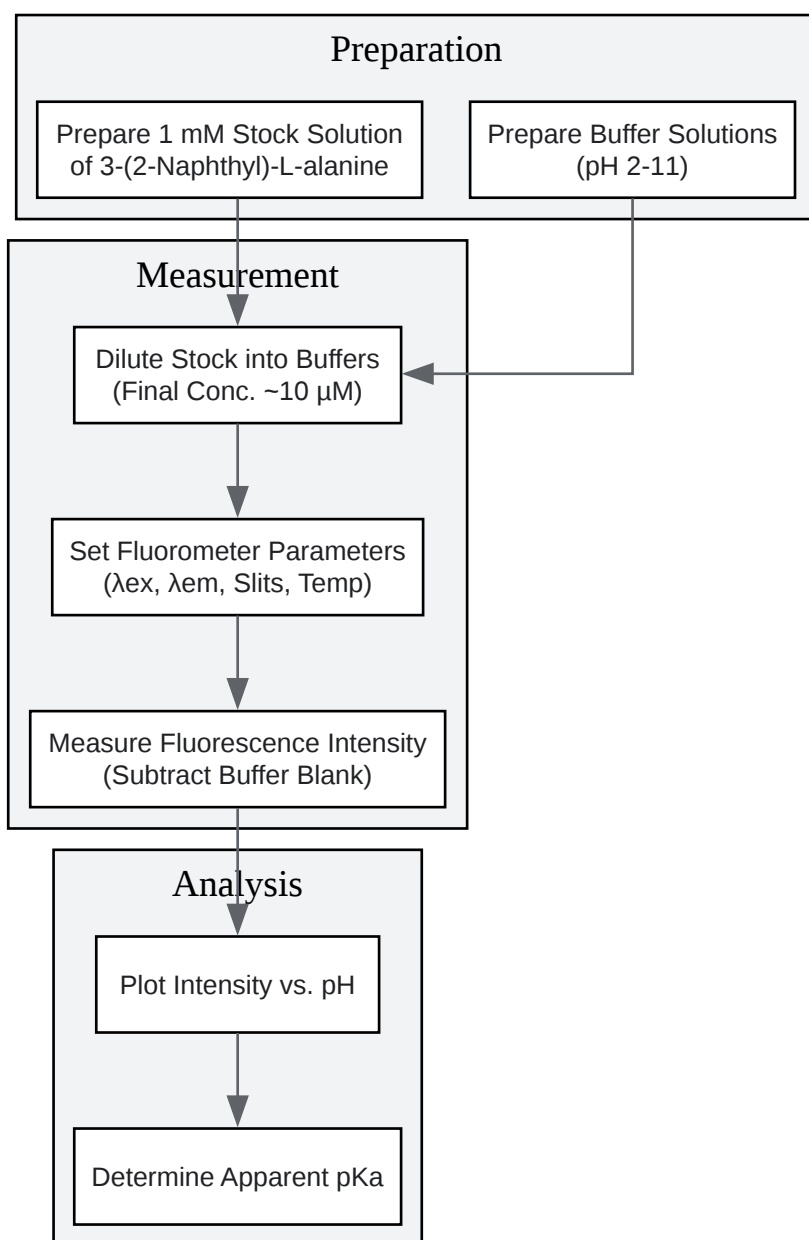 Preparation
Prepare 1 mM Stock Solution
of 3-(2-Naphthyl)-L-alanine
Prepare Buffer Solutions
(pH 2-11)
Measurement
Dilute Stock into Buffers
(Final Conc. ~10 µM)
Set Fluorometer Parameters
(λex, λem, Slits, Temp)
Measure Fluorescence Intensity
(Subtract Buffer Blank)
Analysis
Plot Intensity vs. pH
Determine Apparent pKa